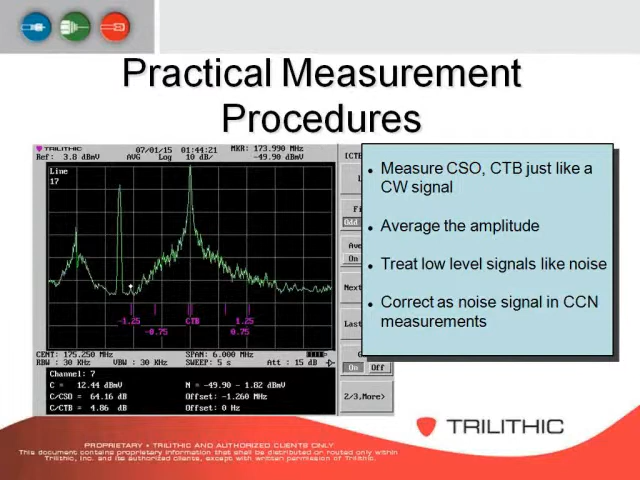 Practical Measurement
Procedures
TRILITHIC 07/01/15 01:44:21 MKR: 173.990 MHz
Ref: 3.8 dBmV AVG Log 10 dB/ -49.90 dBmV
Line
17
-1.25 CTB 1.25
-0.75 0.75
CENT: 175.250 MHz SPAN: 6.000 MHz
RBW: 30 KHz VBW: 30 KHz SWEEP: 5 s Att: 15 dB
Channel: 7
C = 12.44 dBmV N = -49.90 - 1.82 dBmV
C/CSO = 64.16 dB Offset: -1.260 MHz
C/CTB = 4.86 dB Offset: 0 Hz
ICTB
Odd
Ave
On
Next
Last
On Off
2/3,More>
• Measure CSO, CTB just like a
CW signal
• Average the amplitude
• Treat low level signals like noise
• Correct as noise signal in CCN
measurements
TRILITHIC
PROPRIETARY • TRILITHIC AND AUTHORIZED CLIENTS ONLY
This document contains proprietary information that shall be distributed or routed only within
Trilithic, Inc. and its authorized clients, except with written permission of Trilithic.